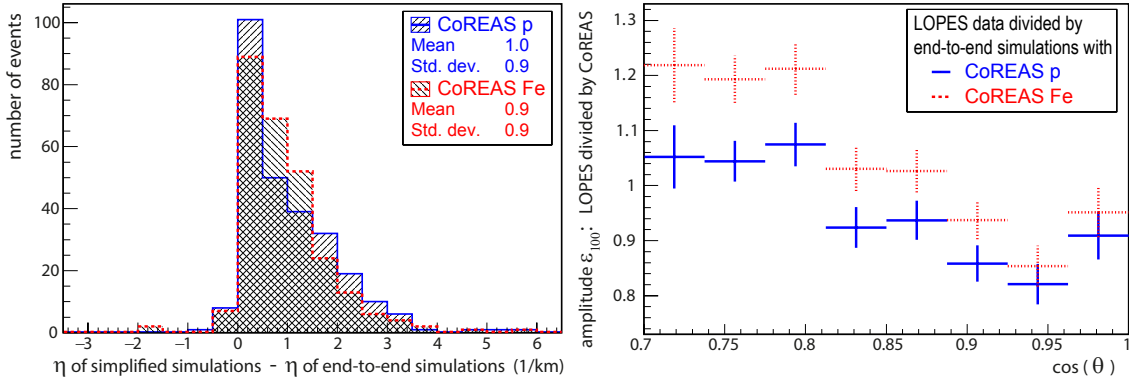 number of events
100
80
60
40
20
0
CoREAS p
Mean 1.0
Std. dev. 0.9
CoREAS Fe
Mean 0.9
Std. dev. 0.9
−3 −2 −1 0 1 2 3 4 5 6
η of simplified simulations - η of end-to-end simulations (1/km)
amplitude ε100: LOPES divided by CoREAS
1.3
1.2
1.1
1
0.9
0.8
LOPES data divided by
end-to-end simulations with
CoREAS p
CoREAS Fe
0.7 0.75 0.8 0.85 0.9 0.95 1
cos(θ)